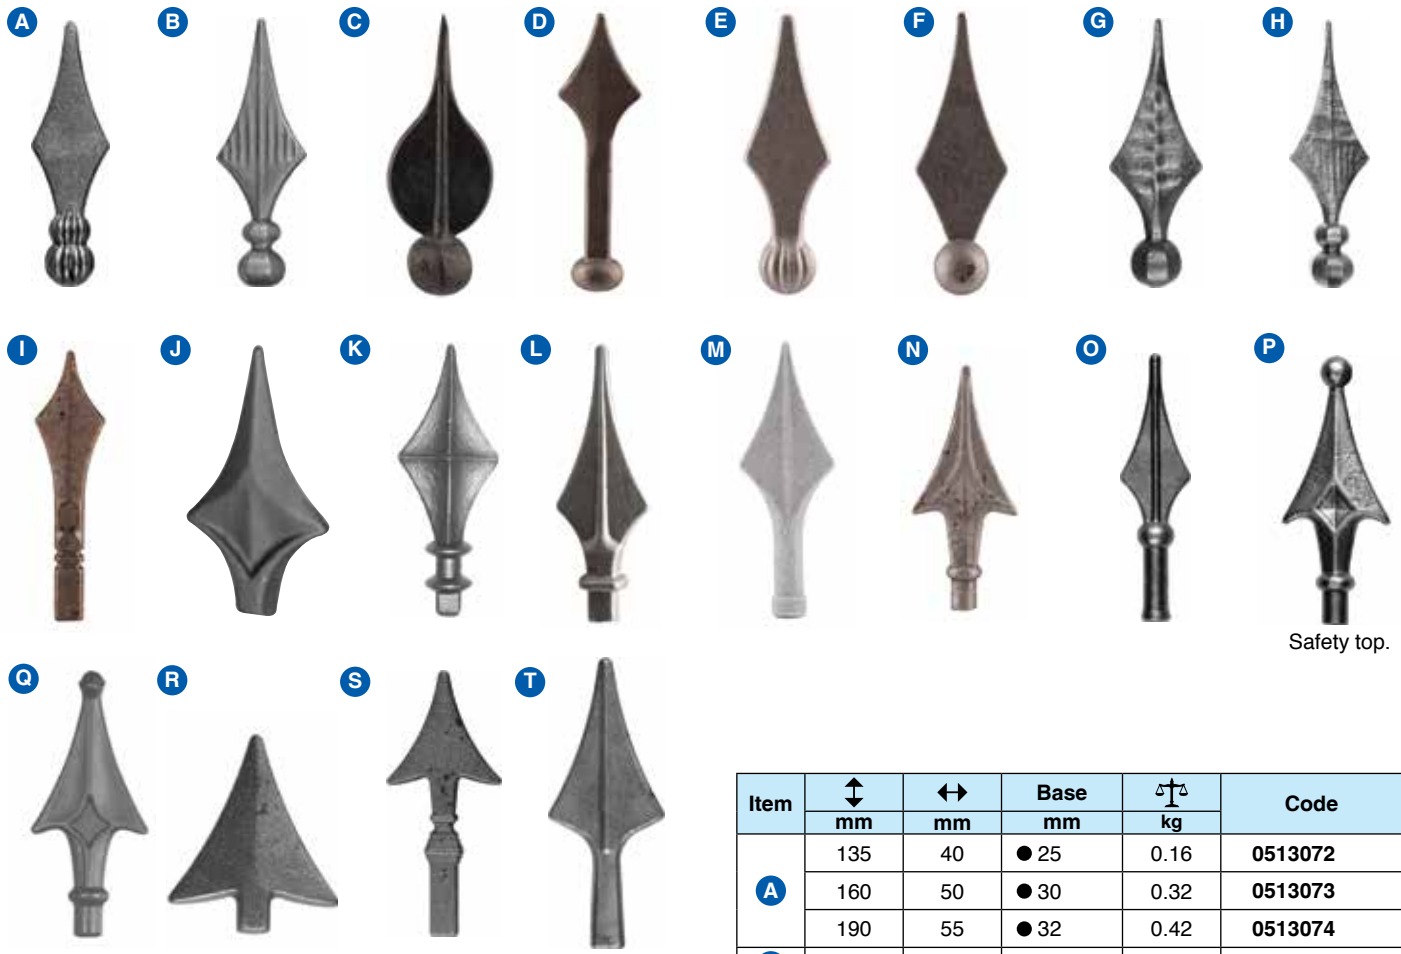 A B C D E F G H
I J K L M N O P
Safety top.
Q R S T
Item Base Code
mm mm mm kg
135 40 ● 25 0.16 0513072
A 160 50 ● 30 0.32 0513073
190 55 ● 32 0.42 0513074